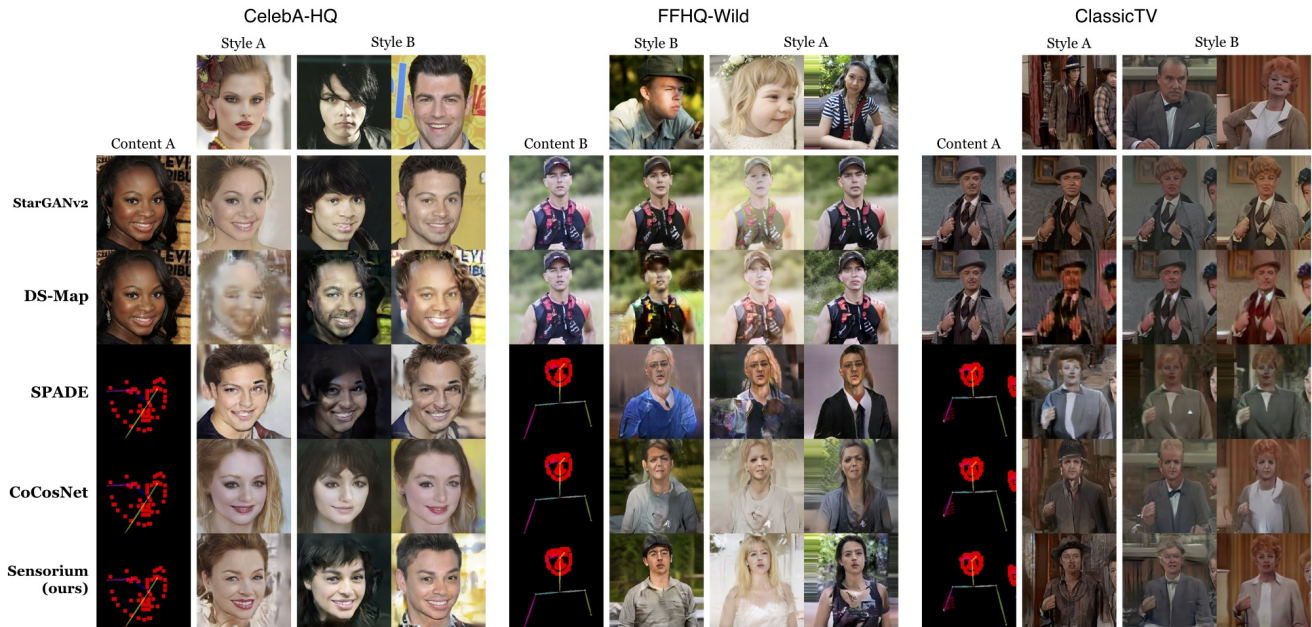 CelebA-HQ
FFHQ-Wild
ClassicTV
Style A
Style B
Style B
Style A
Style A
Style B
Content A
Content B
Content A
StarGANv2
DS-Map
SPADE
CoCosNet
Sensorium
(ours)